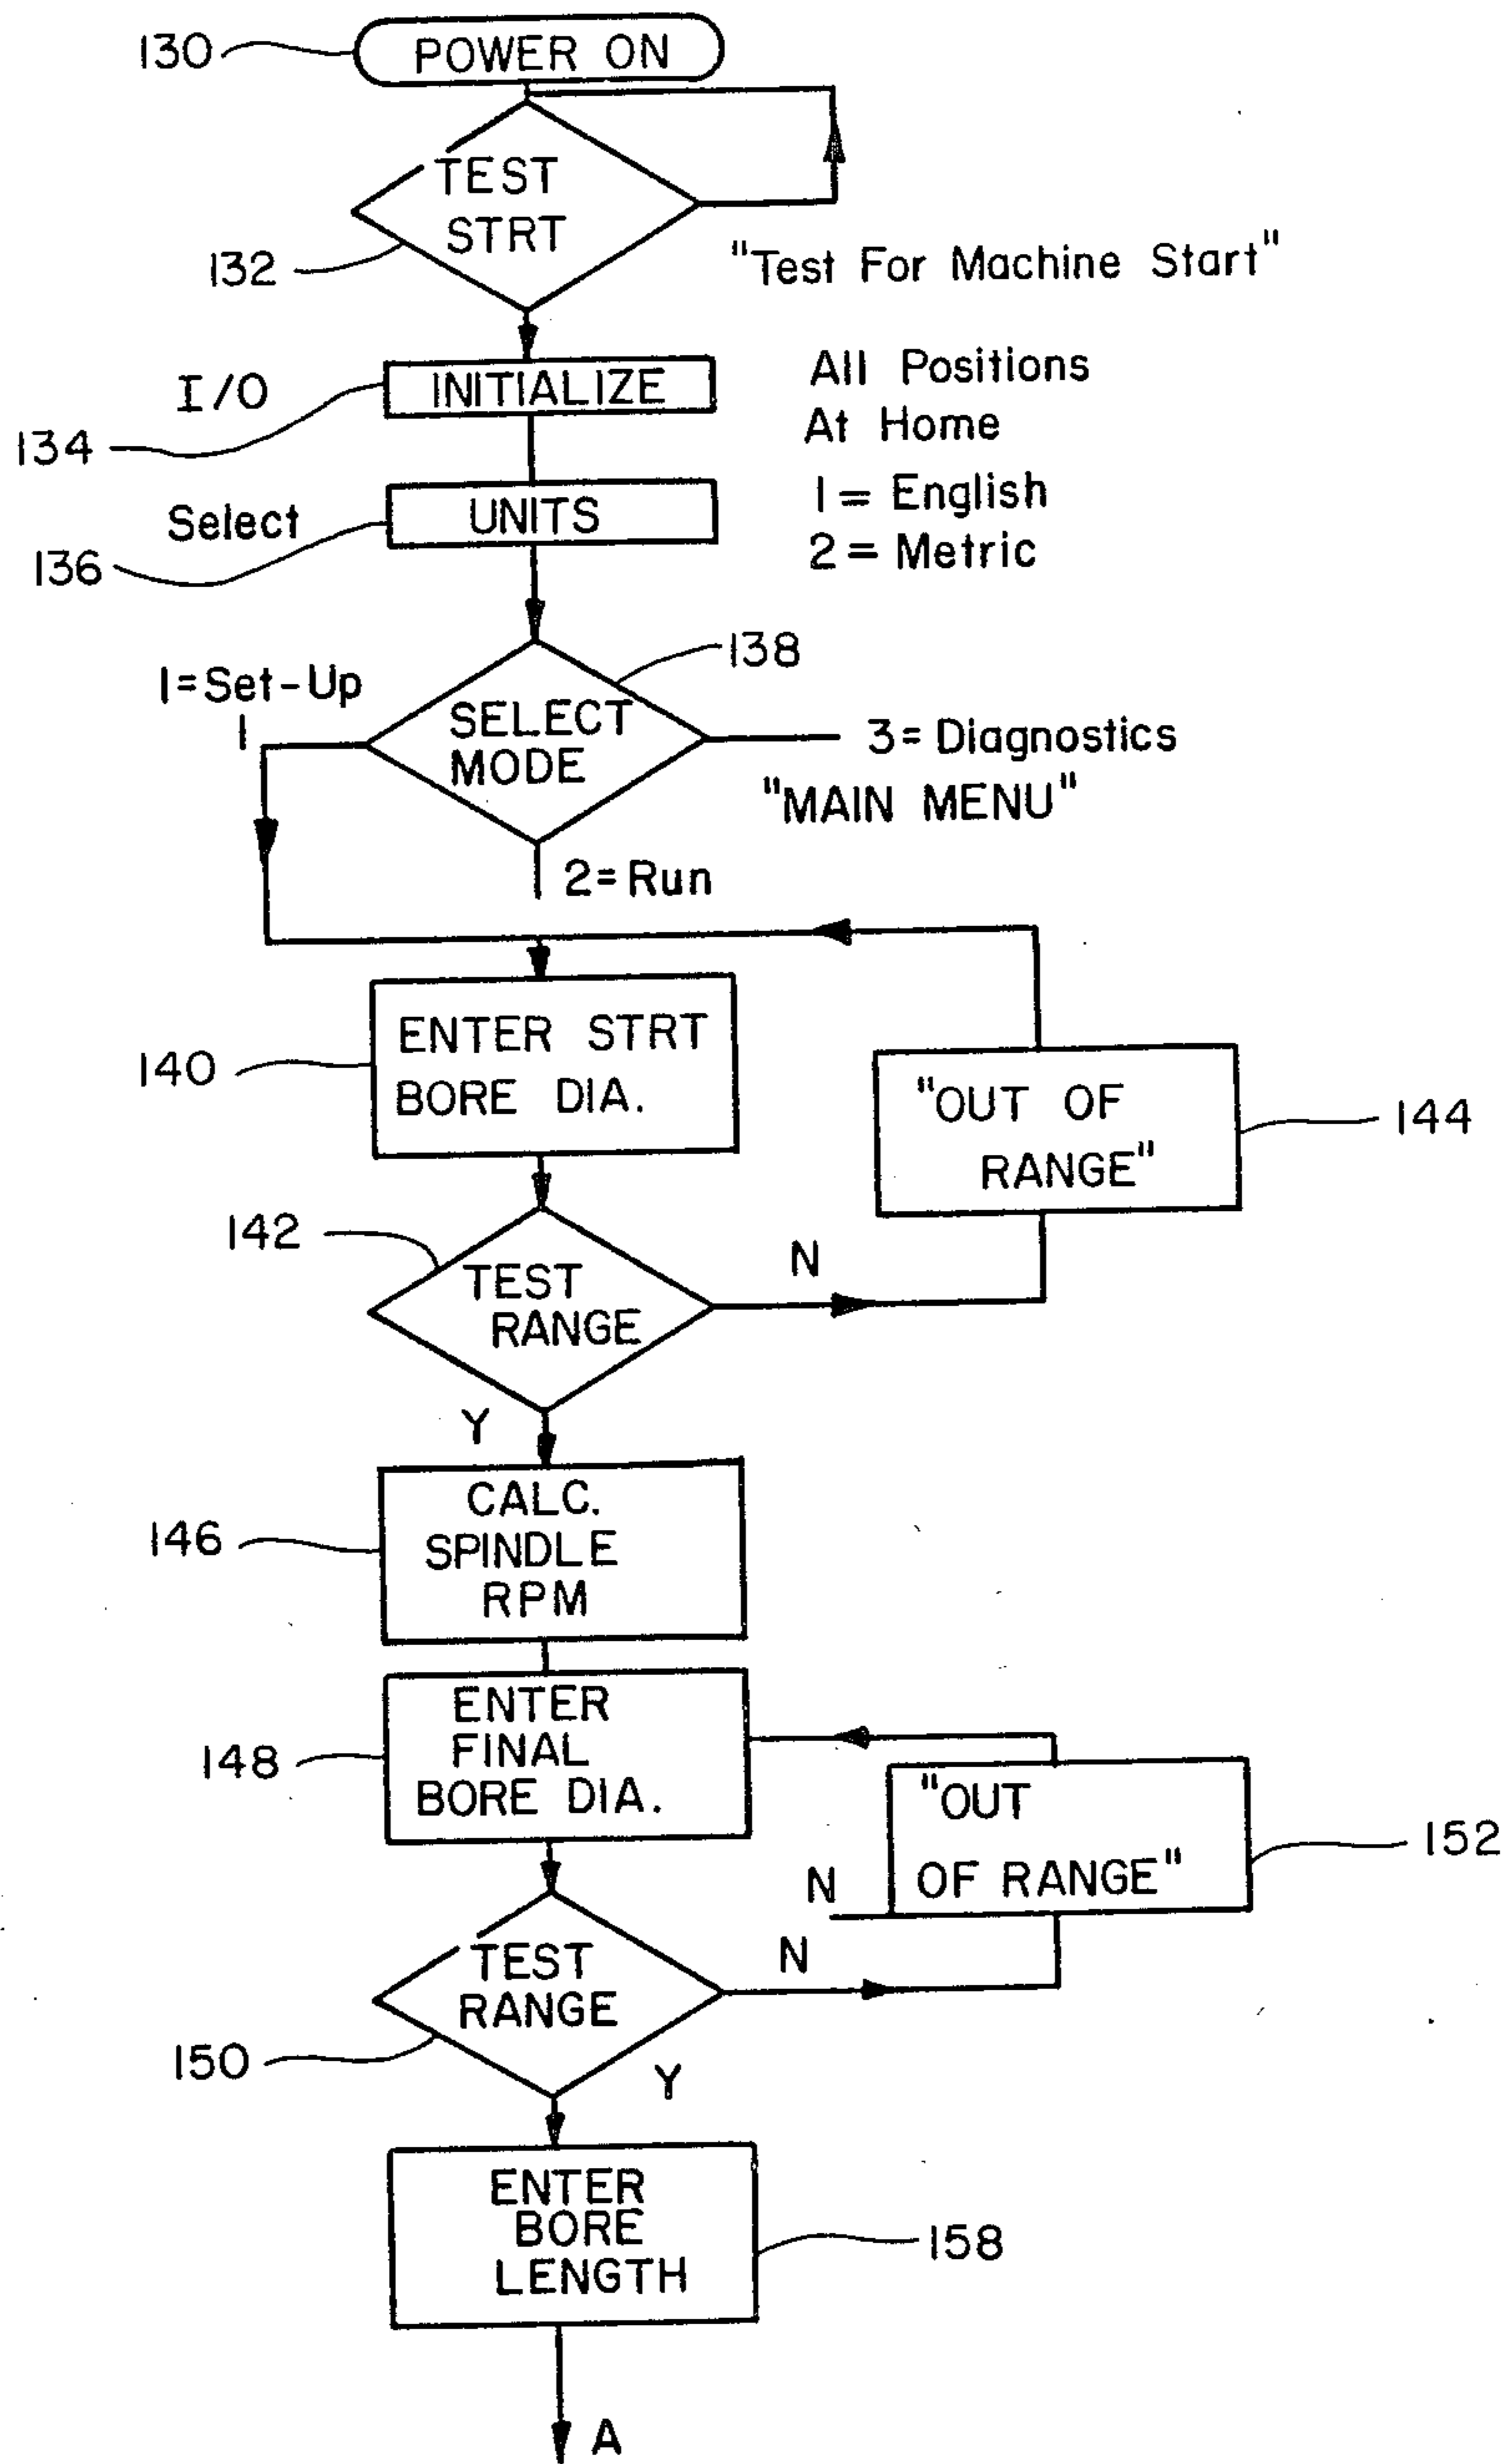 130
POWER ON
TEST
STRT
132
"Test For Machine Start"
I/O
INITIALIZE
134
All Positions
At Home
Select
UNITS
136
1 = English
2 = Metric
138
1=Set-Up
1
SELECT
MODE
3= Diagnostics
"MAIN MENU"
2=Run
140
ENTER STRT
BORE DIA.
"OUT OF
RANGE"
144
142
TEST
RANGE
N
Y
146
CALC.
SPINDLE
RPM
148
ENTER
FINAL
BORE DIA.
"OUT
OF RANGE"
152
N
TEST
RANGE
N
150
Y
ENTER
BORE
LENGTH
158
A